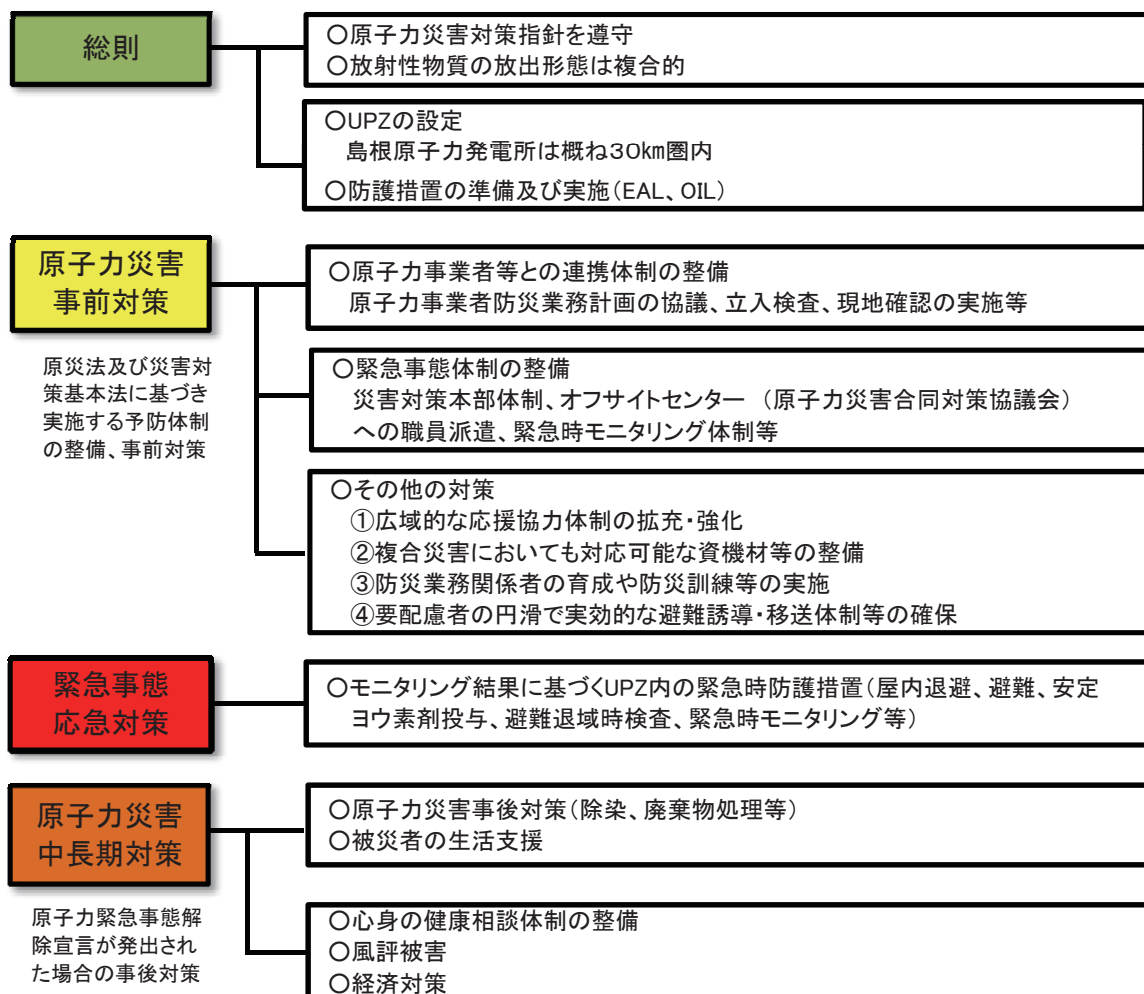 総則
○原子力災害対策指針を遵守
○放射性物質の放出形態は複合的
○UPZの設定
島根原子力発電所は概ね30km圏内
○防護措置の準備及び実施(EAL、OIL)
原子力災害
事前対策
原災法及び災害対
策基本法に基づき
実施する予防体制
の整備、事前対策
○原子力事業者等との連携体制の整備
原子力事業者防災業務計画の協議、立入検査、現地確認の実施等
○緊急事態体制の整備
災害対策本部体制、オフサイトセンター (原子力災害合同対策協議会)
への職員派遣、緊急時モニタリング体制等
○その他の対策
①広域的な応援協力体制の拡充・強化
②複合災害においても対応可能な資機材等の整備
③防災業務関係者の育成や防災訓練等の実施
④要配慮者の円滑で実効的な避難誘導・移送体制等の確保
緊急事態
応急対策
○モニタリング結果に基づくUPZ内の緊急時防護措置(屋内退避、避難、安定
ヨウ素剤投与、避難退域時検査、緊急時モニタリング等)
原子力災害
中長期対策
原子力緊急事態解
除宣言が発出され
た場合の事後対策
○原子力災害事後対策(除染、廃棄物処理等)
○被災者の生活支援
○心身の健康相談体制の整備
○風評被害
○経済対策